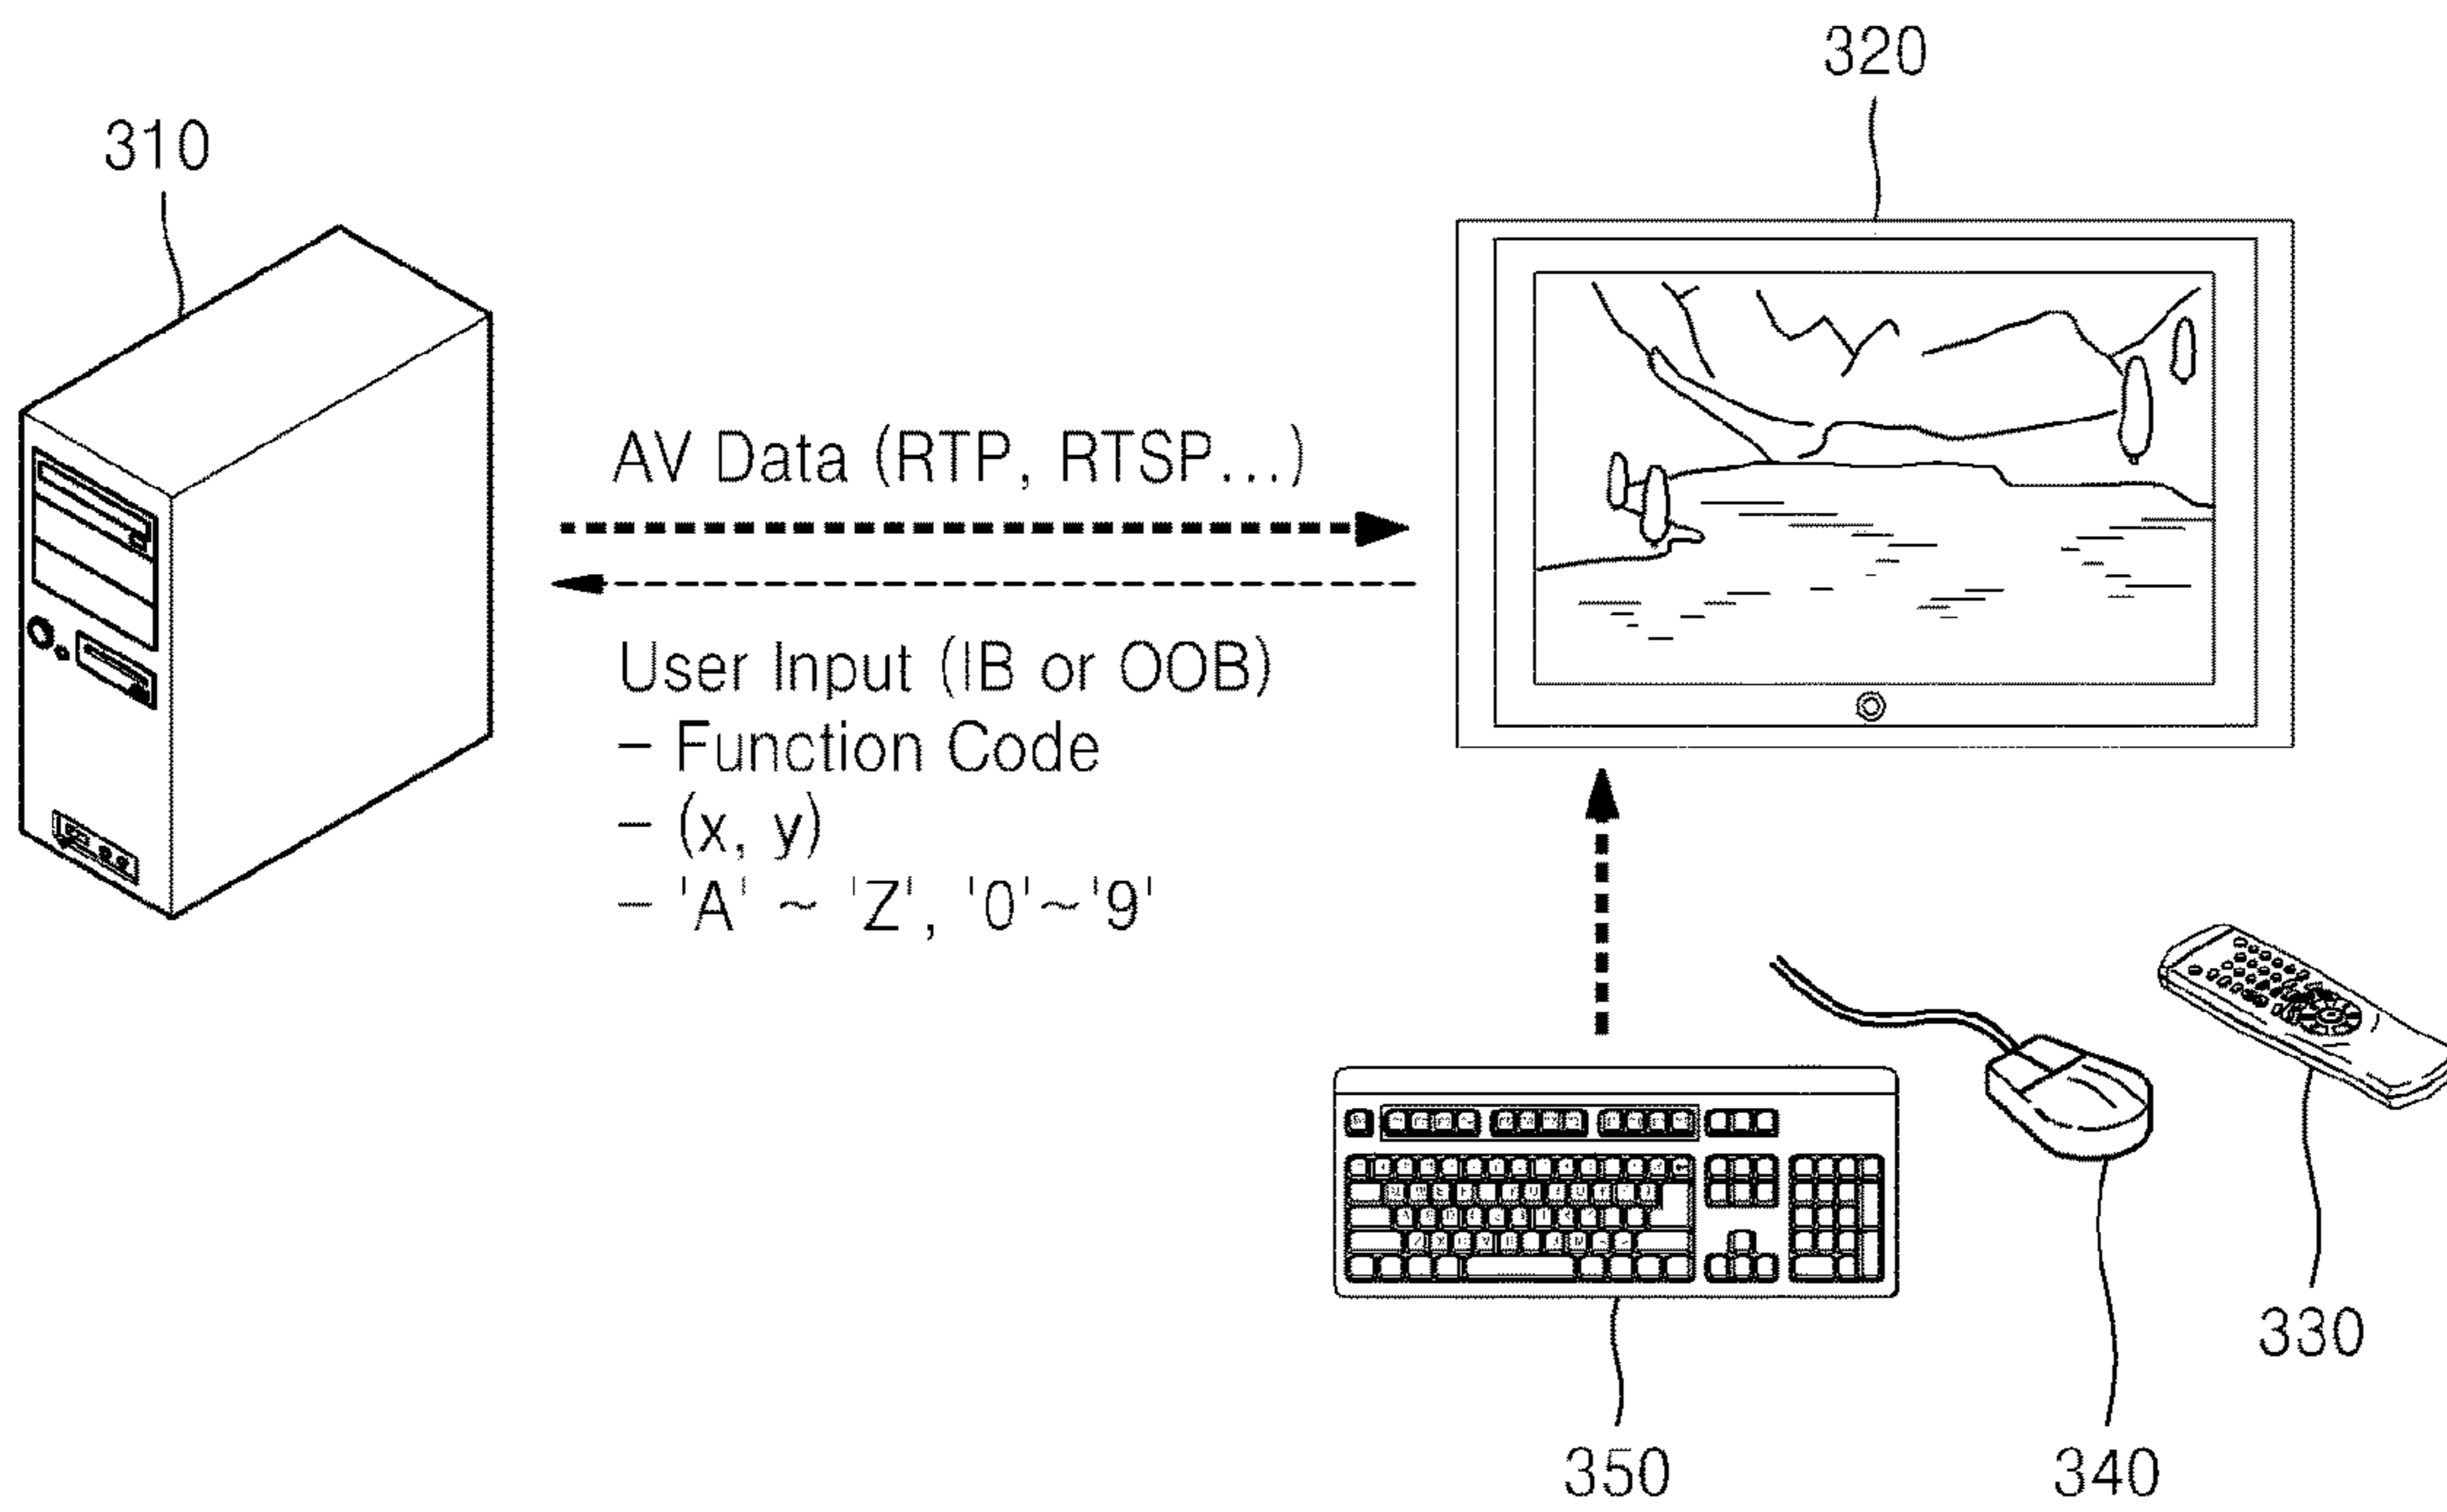 320
310
AV Data (RTP, RTSP...)
User Input (IB or OOB)
– Function Code
– (x, y)
– 'A' ~ 'Z', '0'~'9'
330
350
340